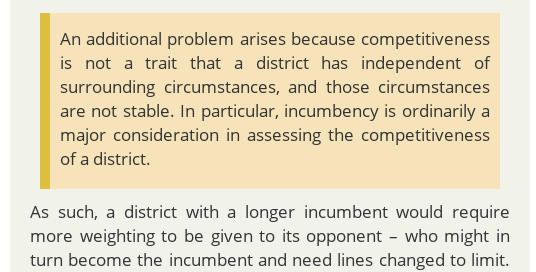 An additional problem arises because competitiveness
is not a trait that a district has independent of
surrounding circumstances, and those circumstances
are not stable. In particular, incumbency is ordinarily a
major consideration in assessing the competitiveness
of a district.
As such, a district with a longer incumbent would require
more weighting to be given to its opponent – who might in
turn become the incumbent and need lines changed to limit.